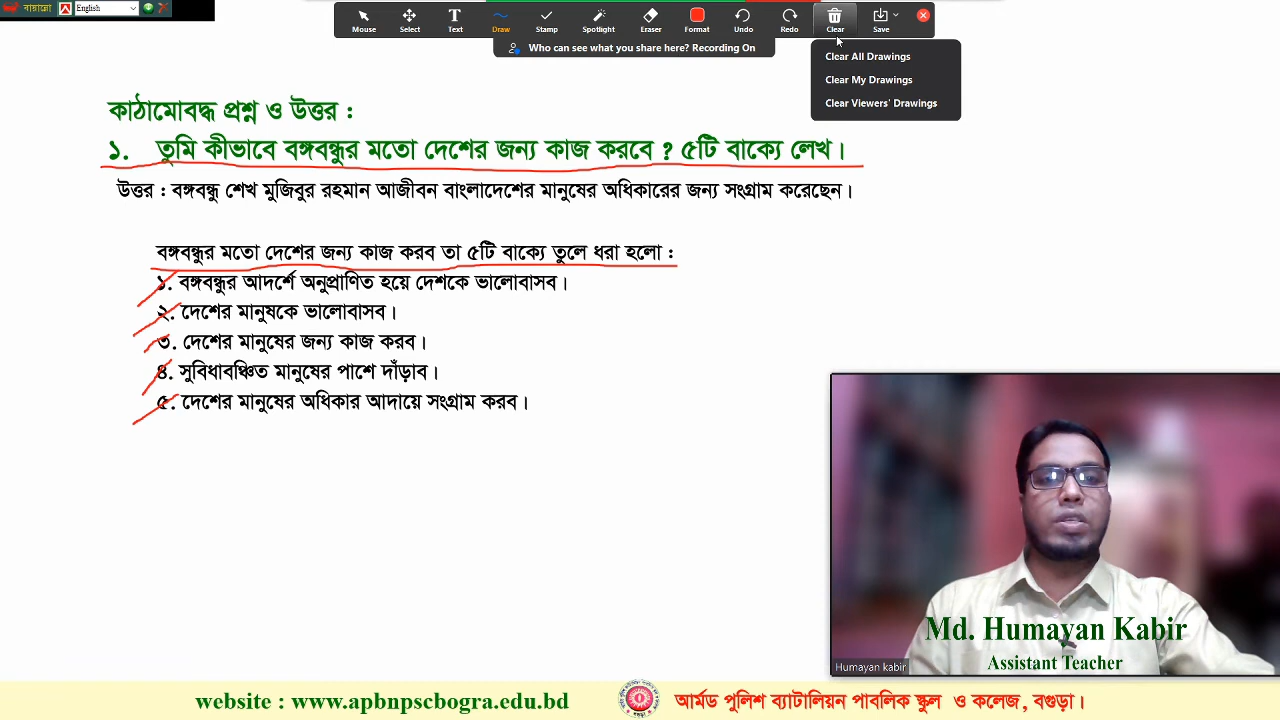 বায়ান্নো English
Mouse Select Text Draw Stamp Spotlight Eraser Format Undo Redo Clear Save
Who can see what you share here? Recording On
Clear All Drawings
Clear My Drawings
Clear Viewers' Drawings
কাঠামোবদ্ধ প্রশ্ন ও উত্তর :
১. তুমি কীভাবে বঙ্গবন্ধুর মতো দেশের জন্য কাজ করবে ? ৫টি বাক্যে লেখ।
উত্তর : বঙ্গবন্ধু শেখ মুজিবুর রহমান আজীবন বাংলাদেশের মানুষের অধিকারের জন্য সংগ্রাম করেছেন।
বঙ্গবন্ধুর মতো দেশের জন্য কাজ করব তা ৫টি বাক্যে তুলে ধরা হলো :
১. বঙ্গবন্ধুর আদর্শে অনুপ্রাণিত হয়ে দেশকে ভালোবাসব।
২. দেশের মানুষকে ভালোবাসব।
৩. দেশের মানুষের জন্য কাজ করব।
৪. সুবিধাবঞ্চিত মানুষের পাশে দাঁড়াব।
৫. দেশের মানুষের অধিকার আদায়ে সংগ্রাম করব।
Md. Humayan Kabir
Assistant Teacher
Humayan kabir
website : www.apbnpscbogra.edu.bd
আর্মড পুলিশ ব্যাটালিয়ন পাবলিক স্কুল ও কলেজ, বগুড়া।